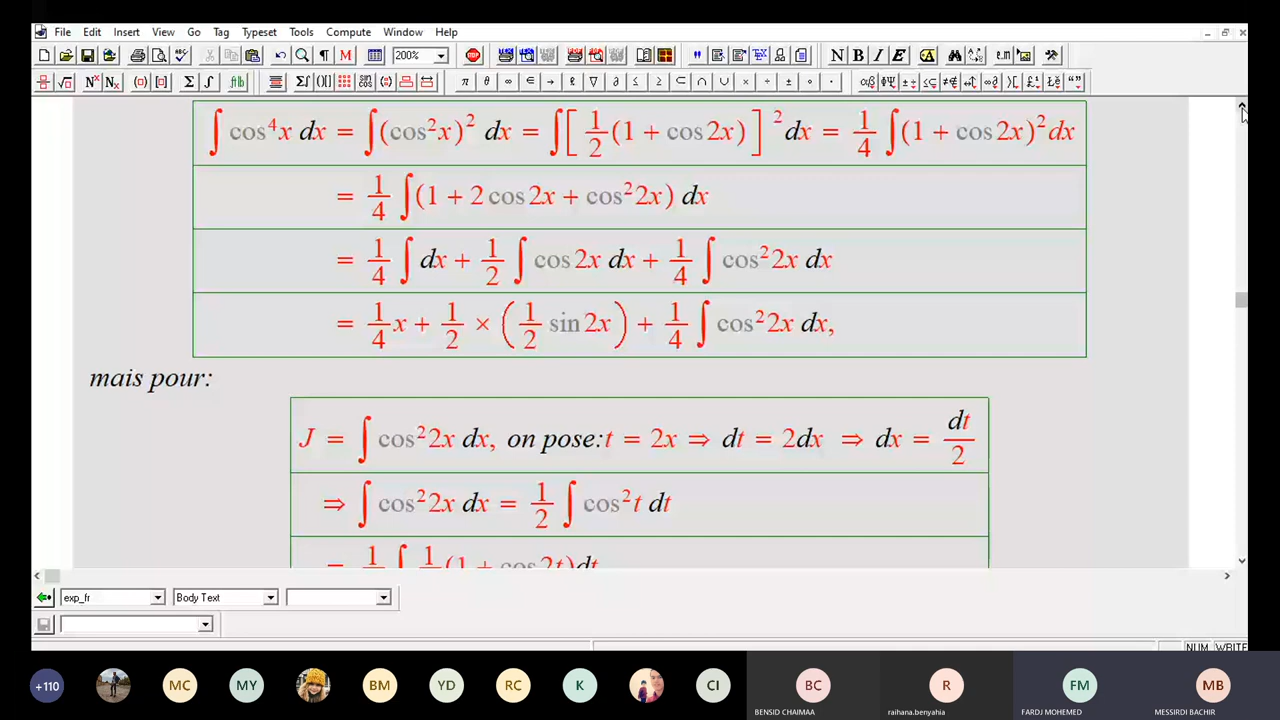 File Edit Insert View Go Tag Typeset Tools Compute Window Help
200%
∫ cos⁴x dx = ∫(cos²x)² dx = ∫[ 1/2 (1 + cos 2x) ]² dx = 1/4 ∫(1 + cos 2x)² dx
= 1/4 ∫(1 + 2 cos 2x + cos² 2x) dx
= 1/4 ∫ dx + 1/2 ∫ cos 2x dx + 1/4 ∫ cos² 2x dx
= 1/4 x + 1/2 × ( 1/2 sin 2x ) + 1/4 ∫ cos² 2x dx,
mais pour:
J = ∫ cos² 2x dx, on pose: t = 2x ⇒ dt = 2dx ⇒ dx = dt/2
⇒ ∫ cos² 2x dx = 1/2 ∫ cos² t dt
exp_fr Body Text
NUM WRITE
+110 MC MY BM YD RC K CI BC R FM MB
BENSID CHAIMAA raihana.benyahia FARDJ MOHEMED MESSIRDI BACHIR